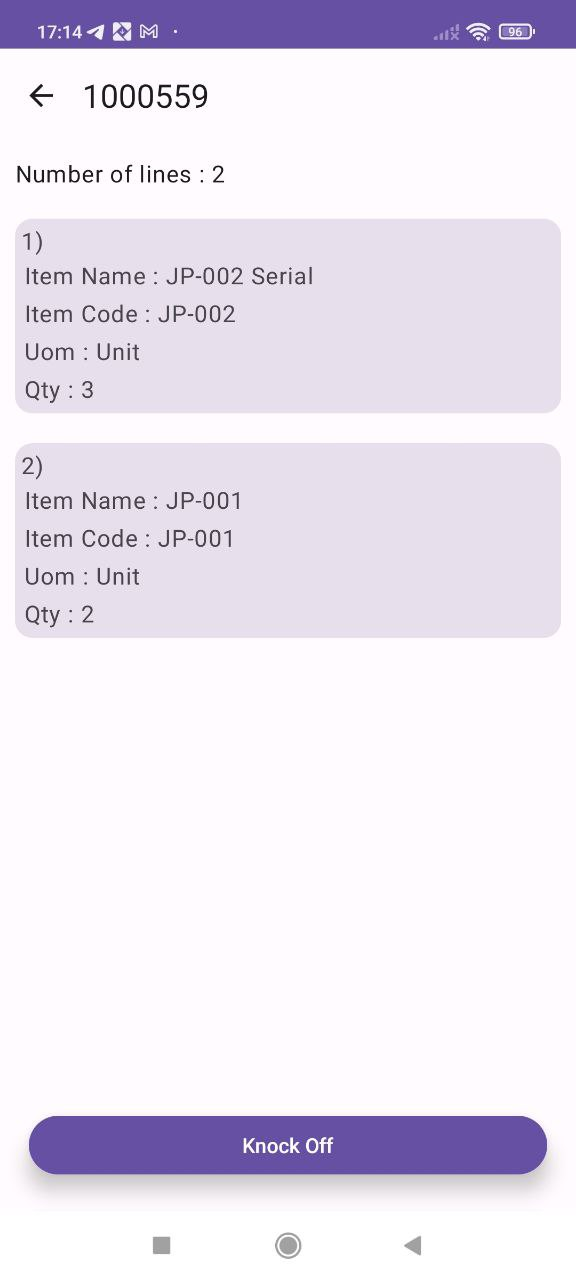 17:14
96
1000559
Number of lines : 2
1)
Item Name : JP-002 Serial
Item Code : JP-002
Uom : Unit
Qty : 3
2)
Item Name : JP-001
Item Code : JP-001
Uom : Unit
Qty : 2
Knock Off